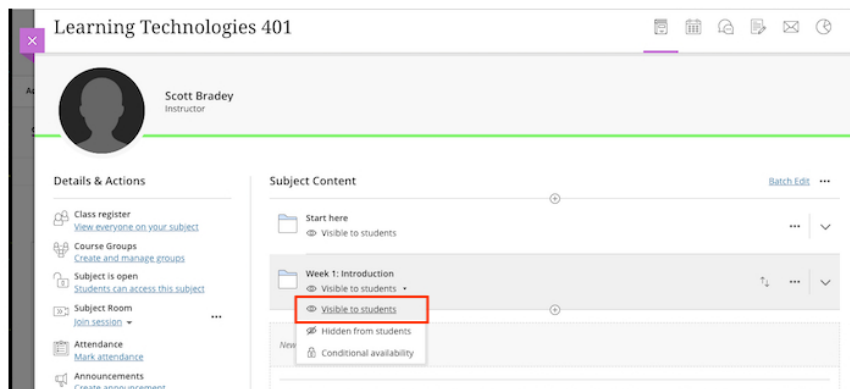 Learning Technologies 401
Scott Bradey
Instructor
Details & Actions
Class register
View everyone on your subject
Course Groups
Create and manage groups
Subject is open
Students can access this subject
Subject Room
Join session
Attendance
Mark attendance
Announcements
Create announcement
Subject Content
Batch Edit
Start here
Visible to students
Week 1: Introduction
Visible to students
Visible to students
Hidden from students
Conditional availability
New